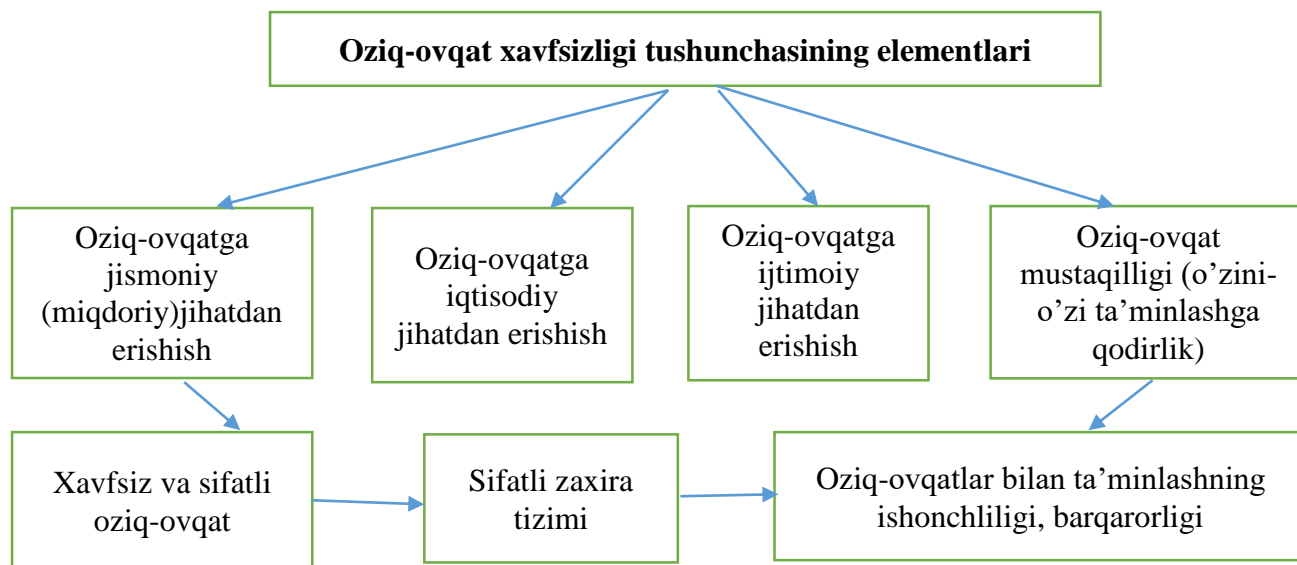 Oziq-ovqat xavfsizligi tushunchasining elementlari
Oziq-ovqatga
jismoniy
(miqdoriy)jihatdan
erishish
Oziq-ovqatga
iqtisodiy
jihatdan erishish
Oziq-ovqatga
ijtimoiy
jihatdan
erishish
Oziq-ovqat
mustaqilligi (o’zini-
o’zi ta’minlashga
qodirlik)
Xavfsiz va sifatli
oziq-ovqat
Sifatli zaxira
tizimi
Oziq-ovqatlar bilan ta’minlashning
ishonchliligi, barqarorligi